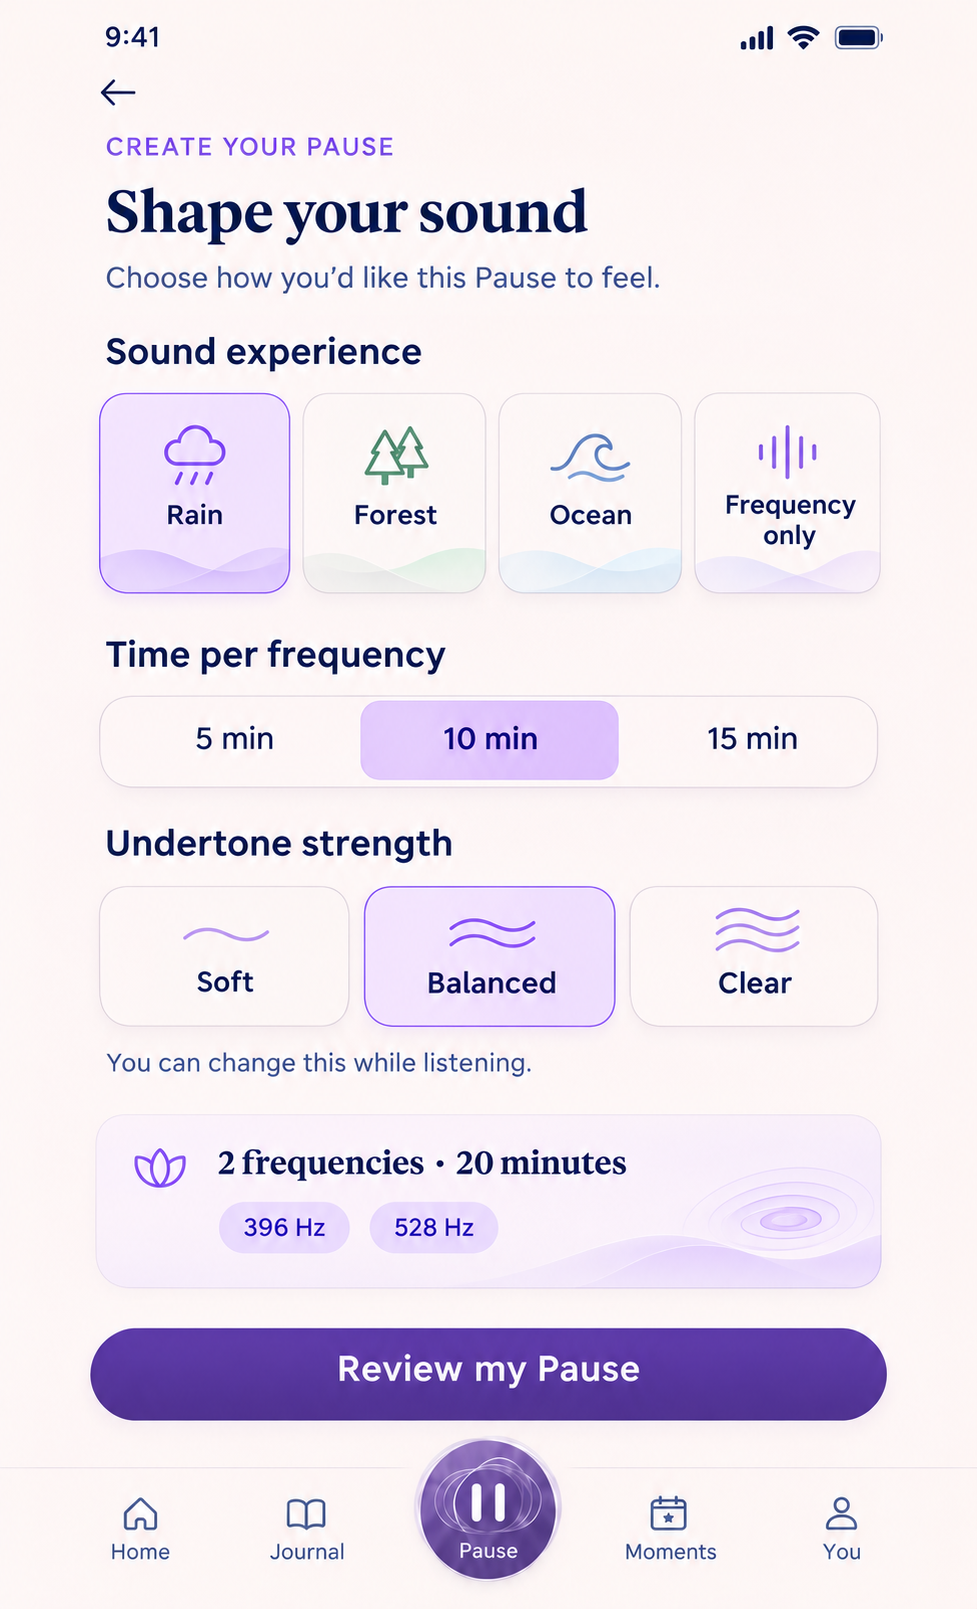 9:41
CREATE YOUR PAUSE
Shape your sound
Choose how you’d like this Pause to feel.
Sound experience
Rain
Forest
Ocean
Frequency
only
Time per frequency
5 min
10 min
15 min
Undertone strength
Soft
Balanced
Clear
You can change this while listening.
2 frequencies · 20 minutes
396 Hz
528 Hz
Review my Pause
Home
Journal
Pause
Moments
You